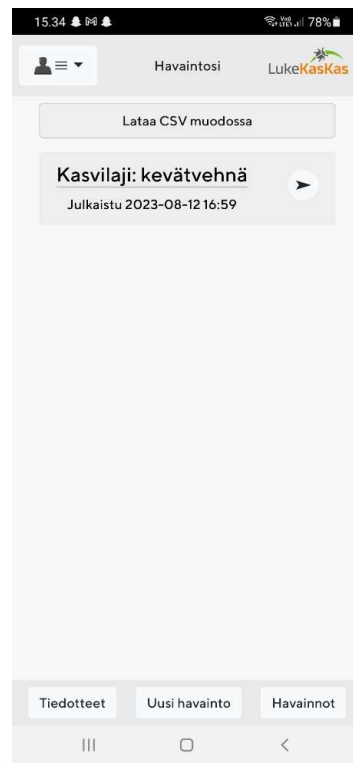 15.34 78%
Havaintosi
LukeKasKas
Lataa CSV muodossa
Kasvilaji: kevätvehnä
Julkaistu 2023-08-12 16:59
Tiedotteet Uusi havainto Havainnot